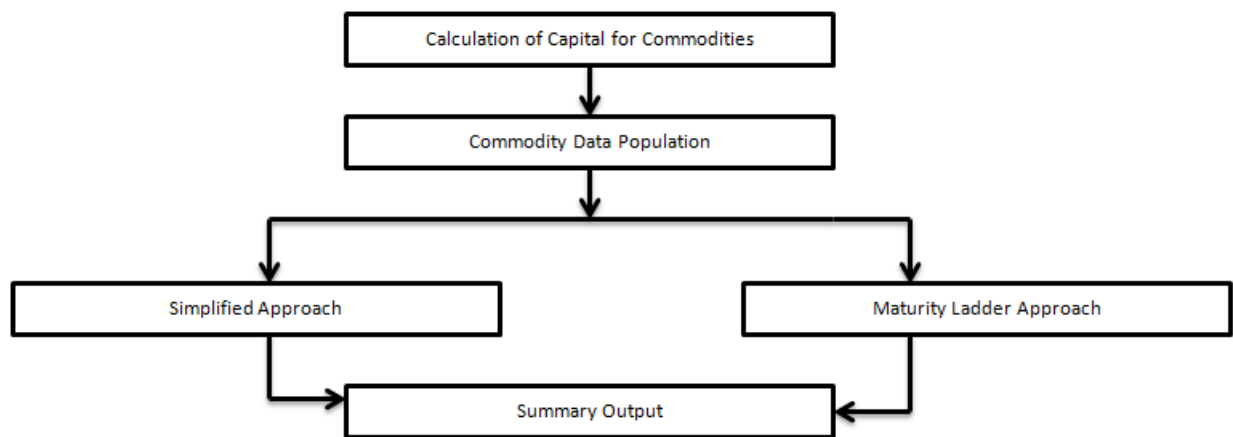 Calculation of Capital for Commodities
Commodity Data Population
Simplified Approach
Maturity Ladder Approach
Summary Output